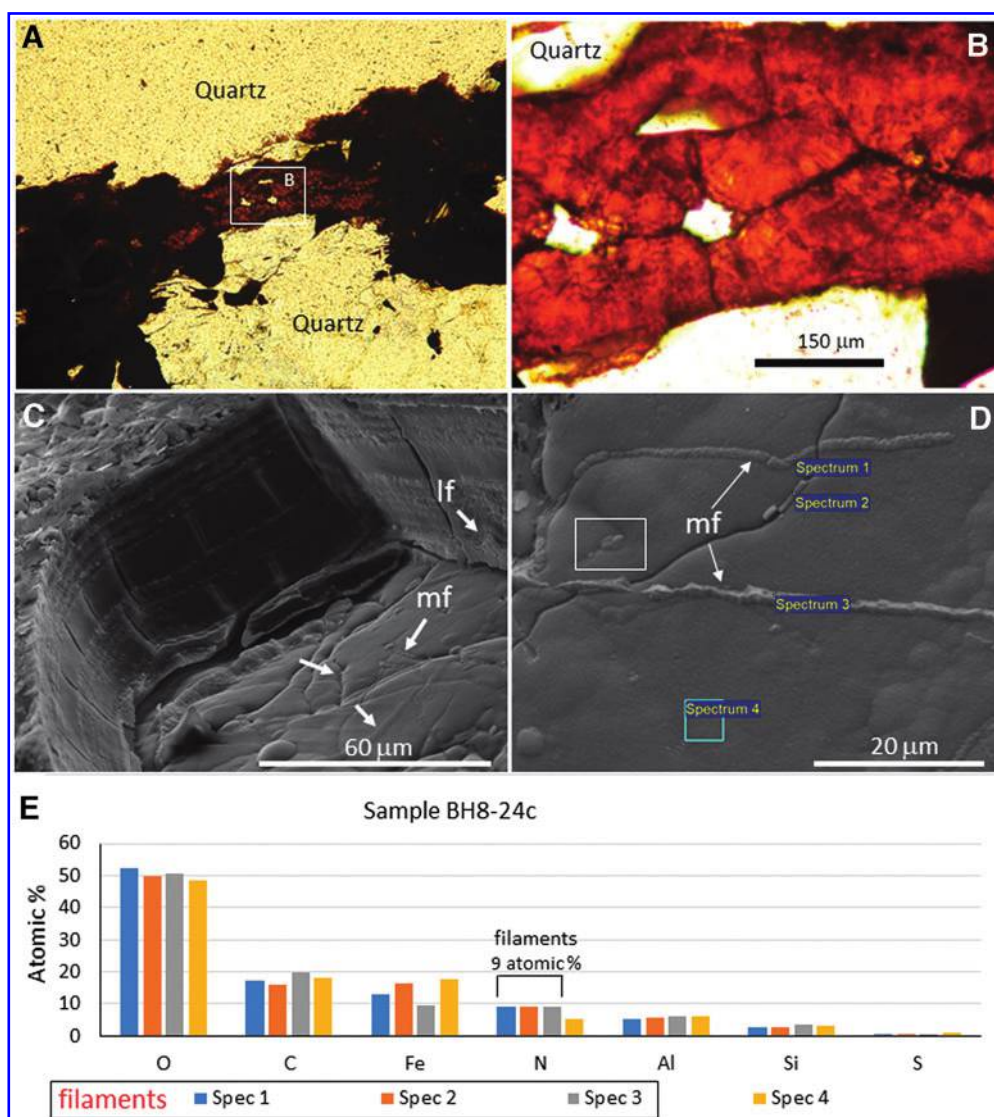 A
Quartz
B
Quartz
B
Quartz
150 μm
C
lf
mf
60 μm
D
Spectrum 1
Spectrum 2
mf
Spectrum 3
Spectrum 4
20 μm
E
Sample BH8-24c
Atomic %
60
50
40
30
20
10
0
filaments
9 atomic %
O C Fe N Al Si S
filaments Spec 1 Spec 2 Spec 3 Spec 4